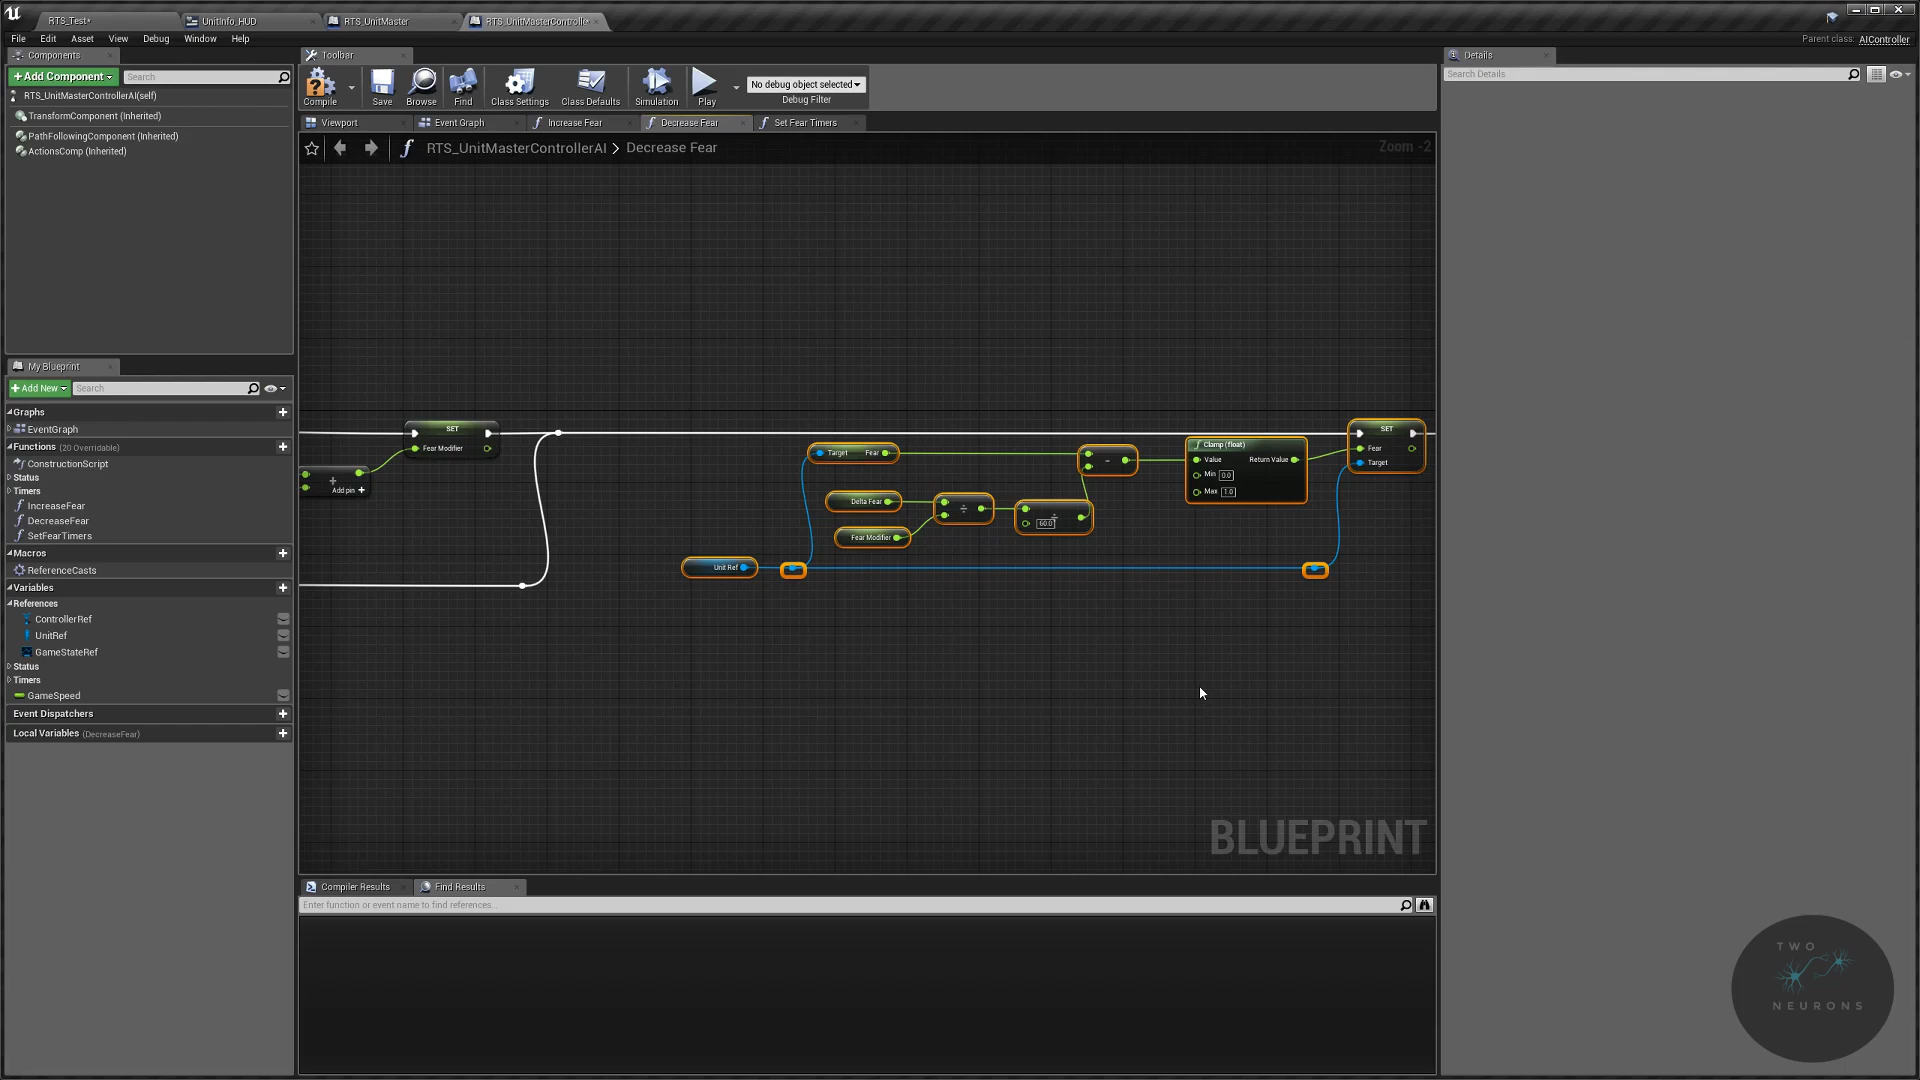 RTS_Test*
UnitInfo_HUD
RTS_UnitMaster
RTS_UnitMasterControlle
File Edit Asset View Debug Window Help
Parent class: AIController
Components
+Add Component
Search
RTS_UnitMasterControllerAI(self)
TransformComponent (Inherited)
PathFollowingComponent (Inherited)
ActionsComp (Inherited)
Toolbar
Compile Save Browse Find Class Settings Class Defaults Simulation Play
No debug object selected
Debug Filter
Details
Search Details
Viewport
Event Graph
Increase Fear
Decrease Fear
Set Fear Timers
RTS_UnitMasterControllerAI > Decrease Fear
Zoom -2
SET
Fear Modifier
+
Add pin +
Target Fear
Delta Fear
Fear Modifier
Unit Ref
÷
÷
60.0
-
Clamp (float)
Value Return Value
Min 0.0
Max 1.0
SET
Fear
Target
BLUEPRINT
My Blueprint
+Add New
Search
Graphs
EventGraph
Functions (20 Overridable)
ConstructionScript
Status
Timers
IncreaseFear
DecreaseFear
SetFearTimers
Macros
ReferenceCasts
Variables
References
ControllerRef
UnitRef
GameStateRef
Status
Timers
GameSpeed
Event Dispatchers
Local Variables (DecreaseFear)
Compiler Results
Find Results
Enter function or event name to find references...
TWO
NEURONS